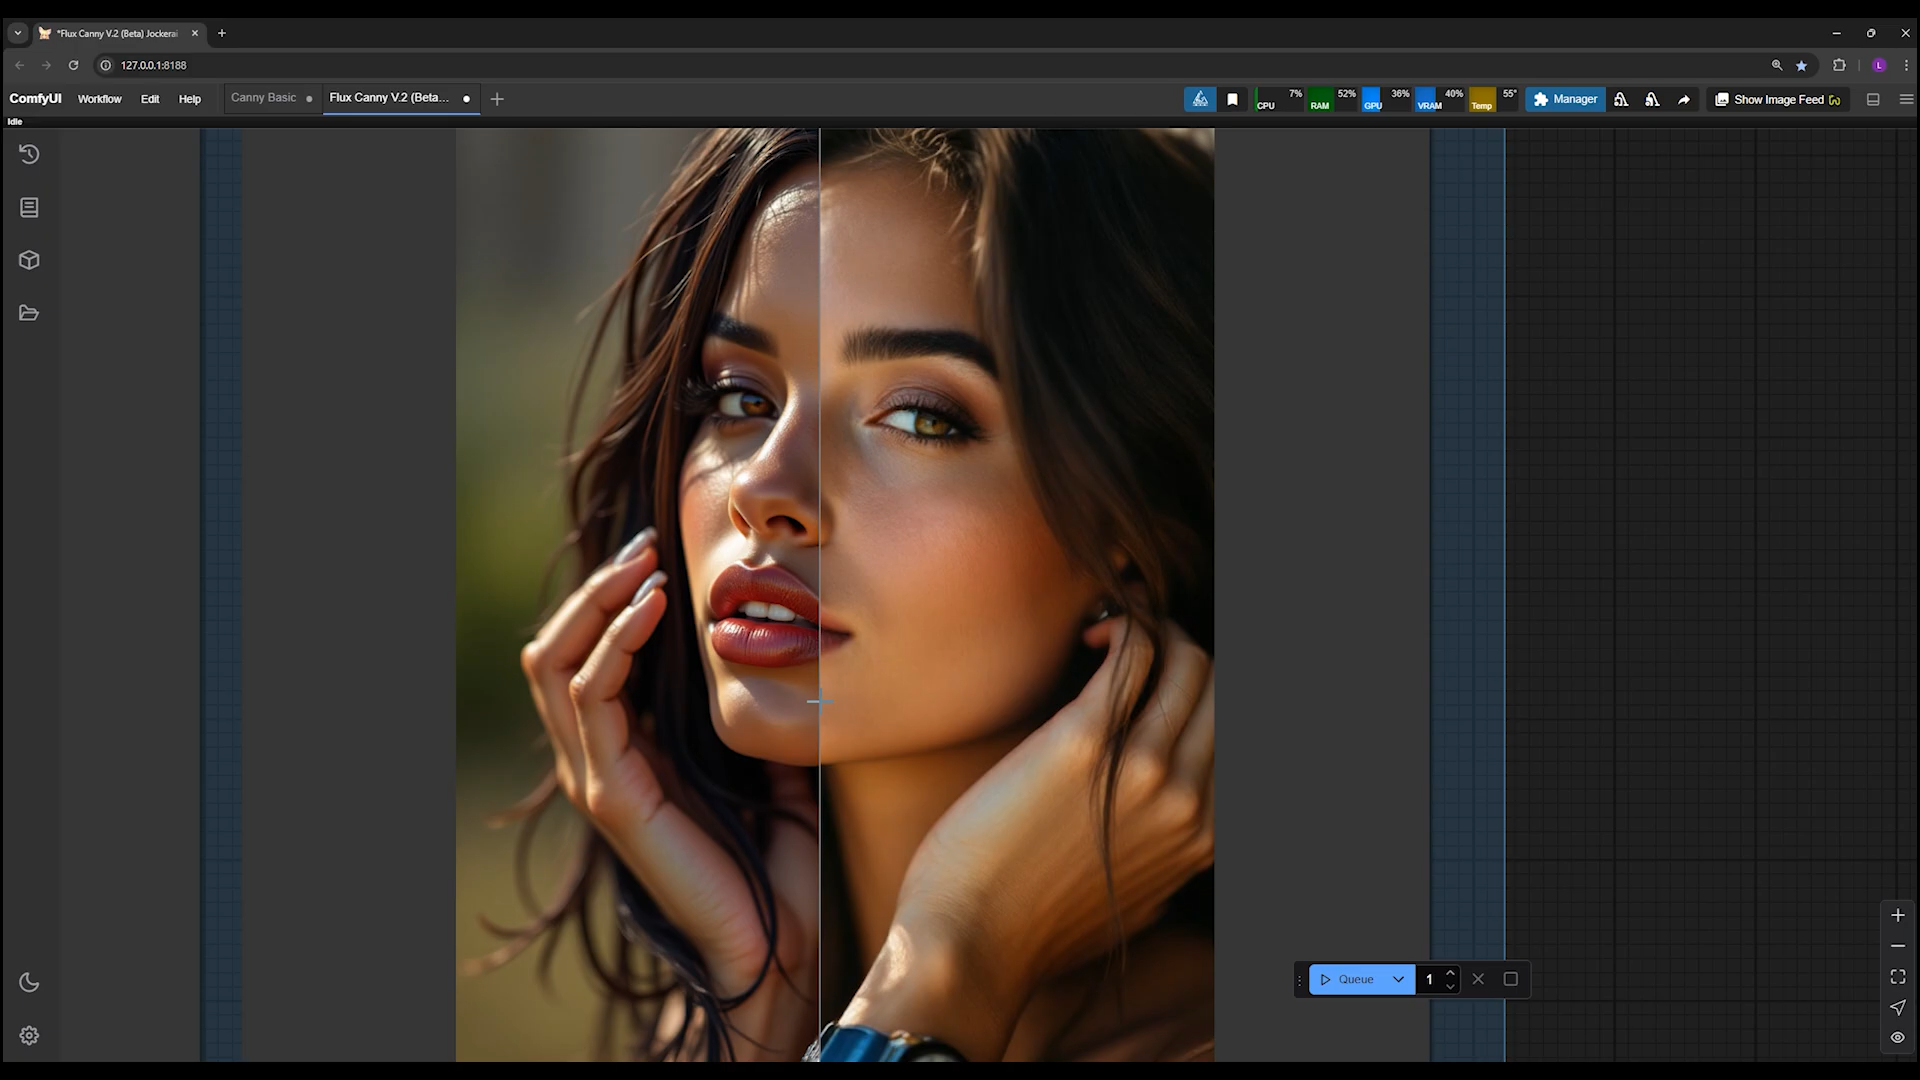 *Flux Canny V.2 (Beta) Jockerai
127.0.0.1:8188
ComfyUI Workflow Edit Help Canny Basic Flux Canny V.2 (Beta...
CPU 7% RAM 52% GPU 36% VRAM 40% Temp 55° Manager Show Image Feed
L
Idle
Queue 1